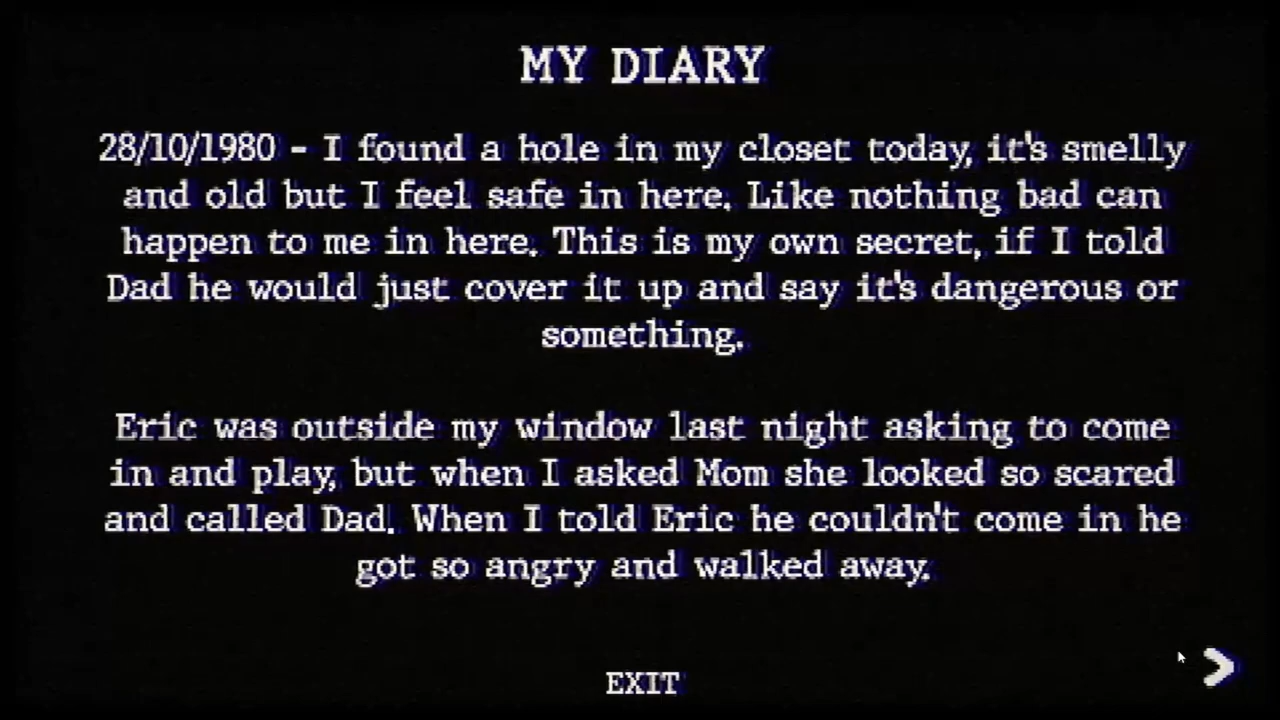 MY DIARY
28/10/1980 - I found a hole in my closet today, it's smelly
and old but I feel safe in here. Like nothing bad can
happen to me in here. This is my own secret, if I told
Dad he would just cover it up and say it's dangerous or
something.
Eric was outside my window last night asking to come
in and play, but when I asked Mom she looked so scared
and called Dad. When I told Eric he couldn't come in he
got so angry and walked away.
EXIT